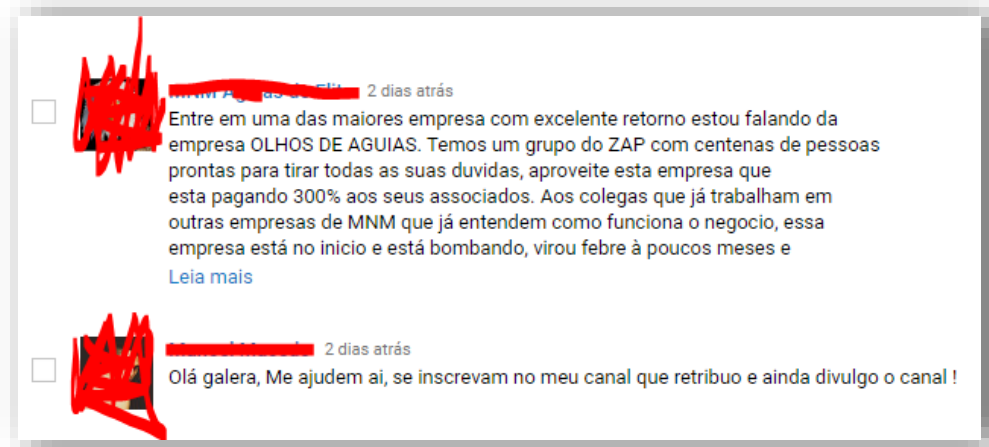 2 dias atrás
Entre em uma das maiores empresa com excelente retorno estou falando da
empresa OLHOS DE AGUIAS. Temos um grupo do ZAP com centenas de pessoas
prontas para tirar todas as suas duvidas, aproveite esta empresa que
esta pagando 300% aos seus associados. Aos colegas que já trabalham em
outras empresas de MNM que já entendem como funciona o negocio, essa
empresa está no inicio e está bombando, virou febre à poucos meses e
Leia mais
2 dias atrás
Olá galera, Me ajudem ai, se inscrevam no meu canal que retribuo e ainda divulgo o canal !